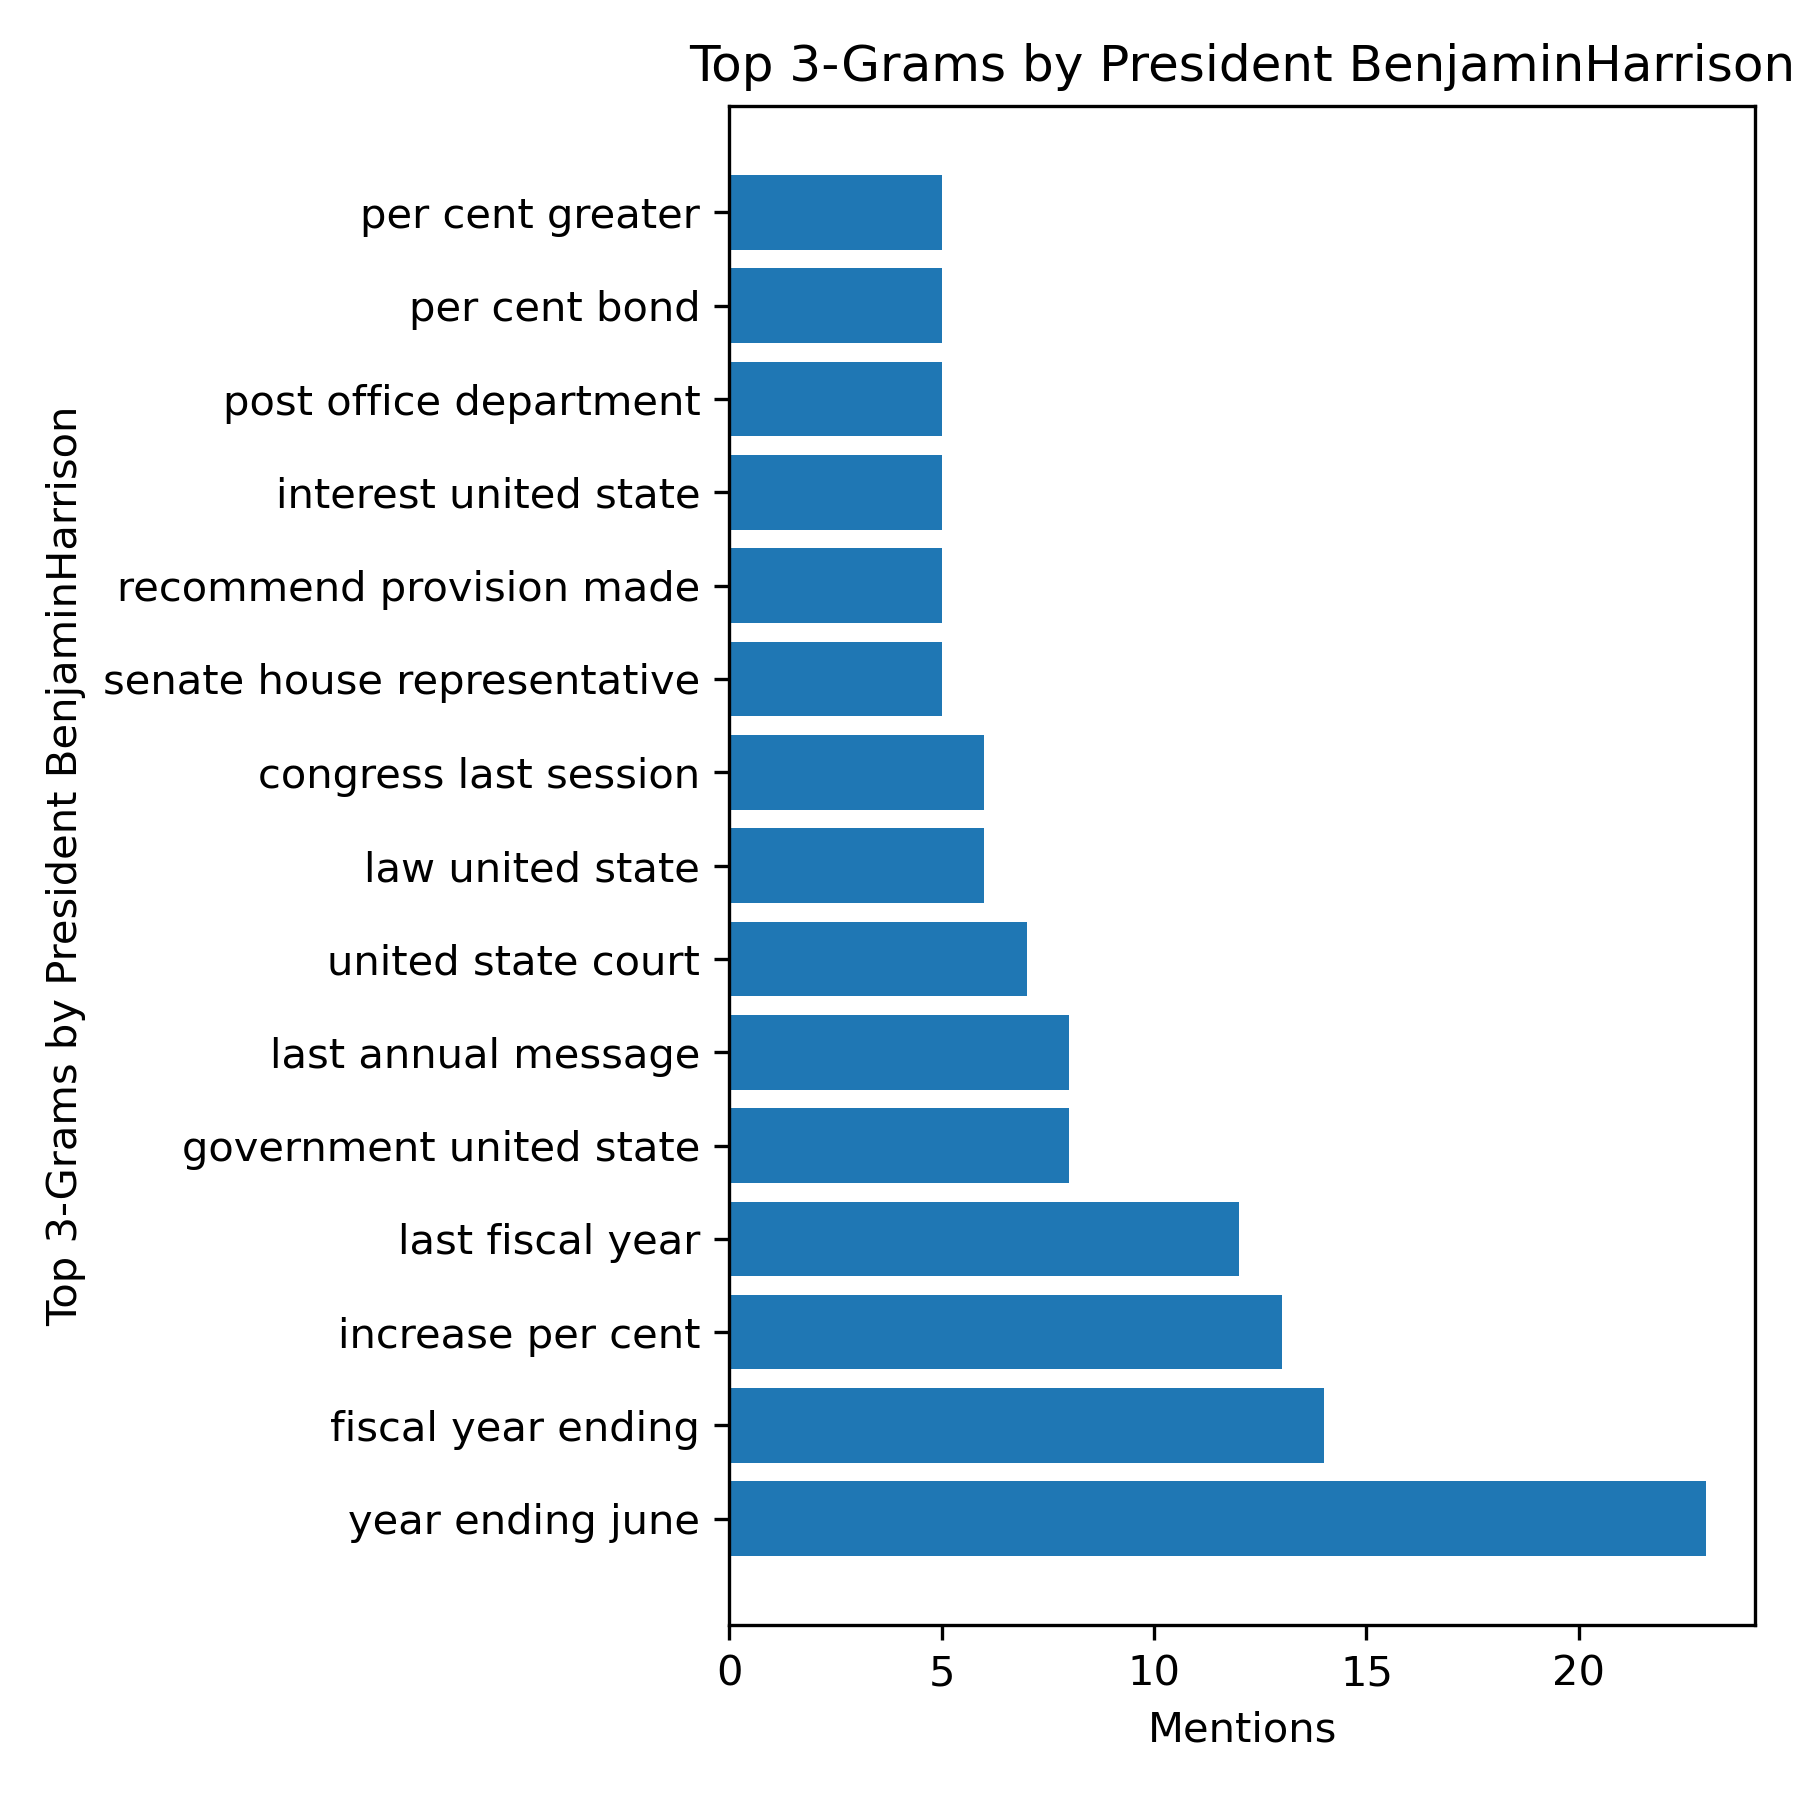 Top 3-Grams by President BenjaminHarrison
Top 3-Grams by President BenjaminHarrison
per cent greater
per cent bond
post office department
interest united state
recommend provision made
senate house representative
congress last session
law united state
united state court
last annual message
government united state
last fiscal year
increase per cent
fiscal year ending
year ending june
0 5 10 15 20
Mentions